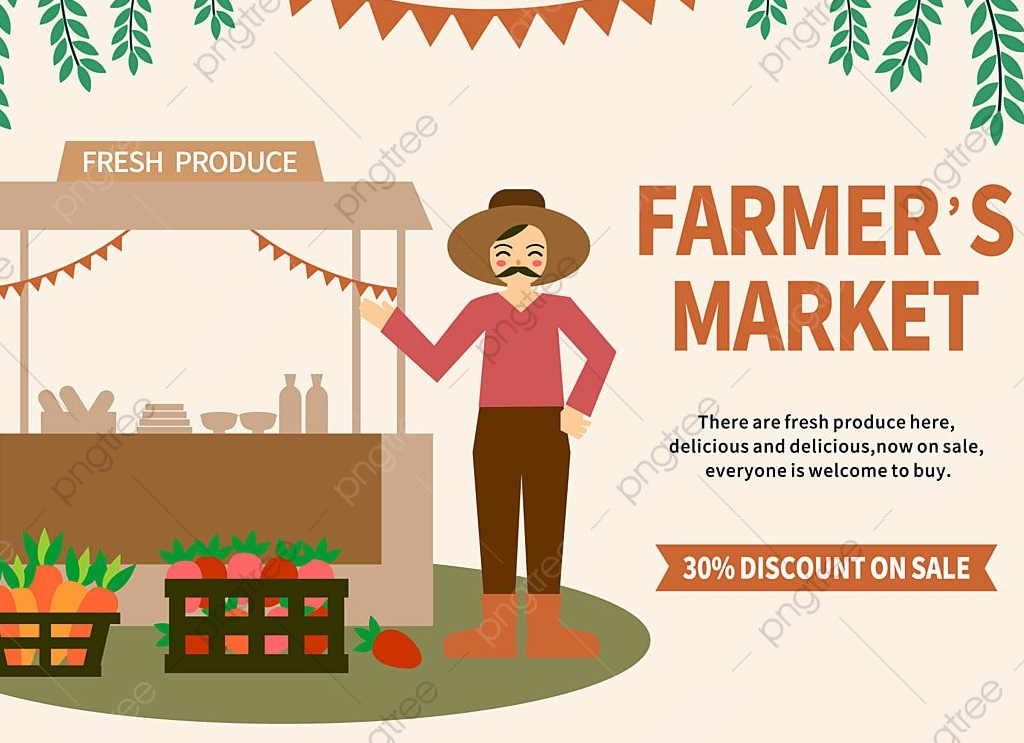 FRESH PRODUCE
FARMER'S
MARKET
There are fresh produce here,
delicious and delicious,now on sale,
everyone is welcome to buy.
30% DISCOUNT ON SALE
pngtree